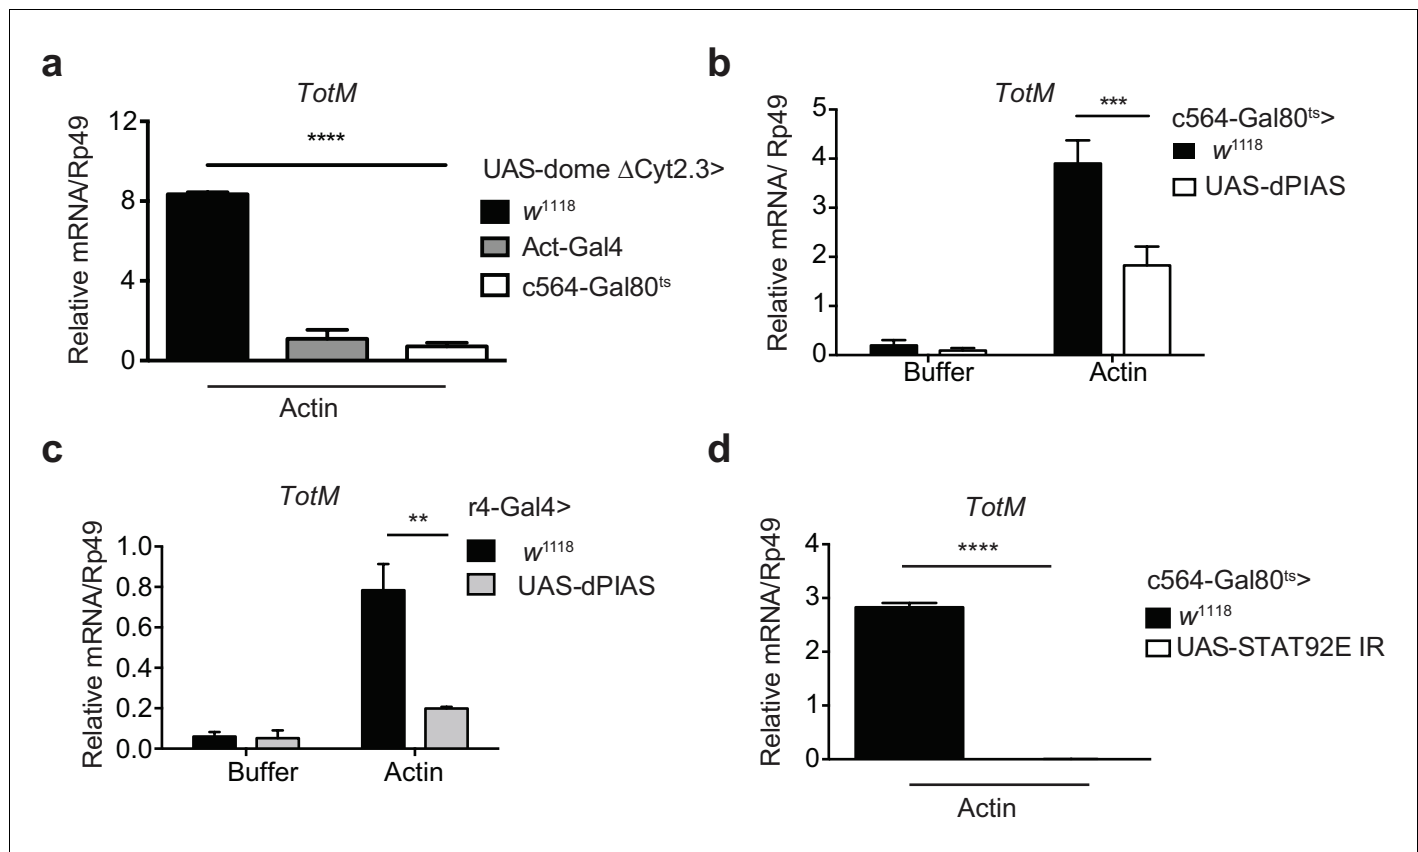 a
TotM
Relative mRNA/Rp49
12
8
4
0
****
UAS-dome ΔCyt2.3>
w1118
Act-Gal4
c564-Gal80ts
Actin
b
TotM
Relative mRNA/ Rp49
5
4
3
2
1
0
***
c564-Gal80ts>
w1118
UAS-dPIAS
Buffer Actin
c
TotM
Relative mRNA/Rp49
1.0
0.8
0.6
0.4
0.2
0.0
**
r4-Gal4>
w1118
UAS-dPIAS
Buffer Actin
d
TotM
Relative mRNA/Rp49
4
3
2
1
0
****
c564-Gal80ts>
w1118
UAS-STAT92E IR
Actin